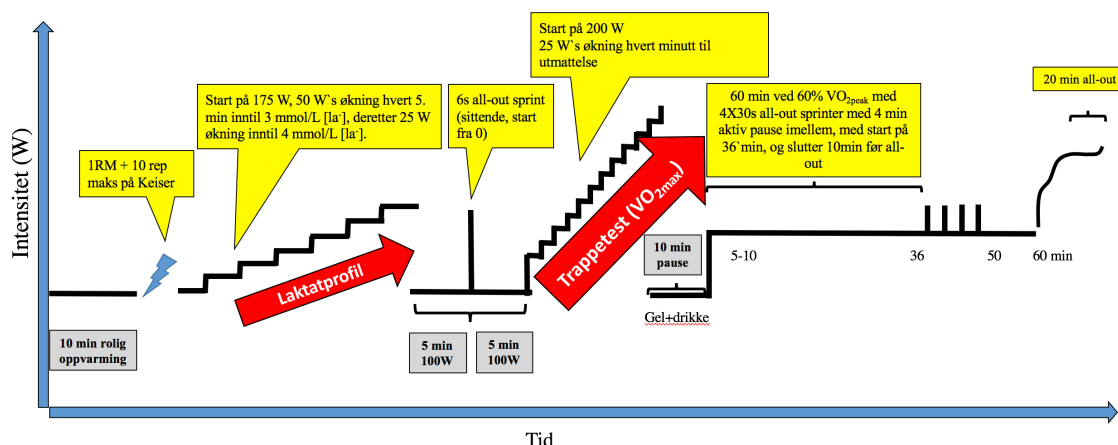 Intensitet (W)
10 min rolig
oppvarming
1RM + 10 rep
maks på Keiser
Start på 175 W, 50 W`s økning hvert 5.
min inntil 3 mmol/L [la-], deretter 25 W
økning inntil 4 mmol/L [la-].
Laktatprofil
6s all-out sprint
(sittende, start
fra 0)
5 min
100W
5 min
100W
Start på 200 W
25 W`s økning hvert minutt til
utmattelse
Trappetest (VO2max)
10 min
pause
Gel+drikke
60 min ved 60% VO2peak med
4X30s all-out sprinter med 4 min
aktiv pause imellem, med start på
36`min, og slutter 10min før all-
out
5-10
36
50
60 min
20 min all-out
Tid